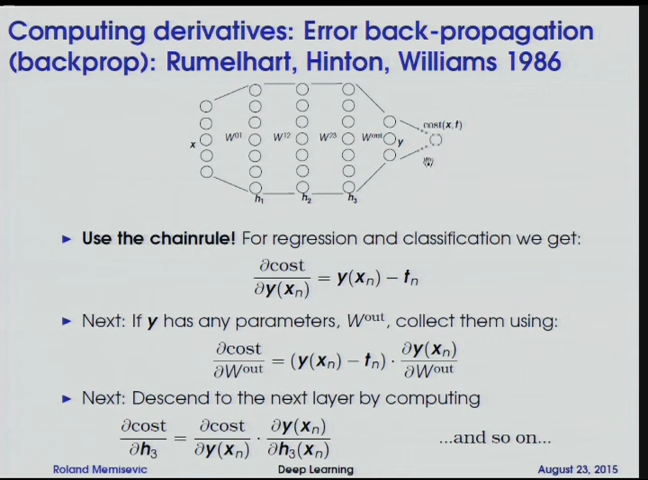 Computing derivatives: Error back-propagation
(backprop): Rumelhart, Hinton, Williams 1986
cost(x, t)
x W⁰¹ W¹² W²³ Wᵒᵘᵗ y
h₁ h₂ h₃
▶ Use the chainrule! For regression and classification we get:
∂cost / ∂y(xₙ) = y(xₙ) − tₙ
▶ Next: If y has any parameters, Wᵒᵘᵗ, collect them using:
∂cost / ∂Wᵒᵘᵗ = (y(xₙ) − tₙ) · ∂y(xₙ) / ∂Wᵒᵘᵗ
▶ Next: Descend to the next layer by computing
∂cost / ∂h₃ = ∂cost / ∂y(xₙ) · ∂y(xₙ) / ∂h₃(xₙ) ...and so on...
Roland Memisevic Deep Learning August 23, 2015